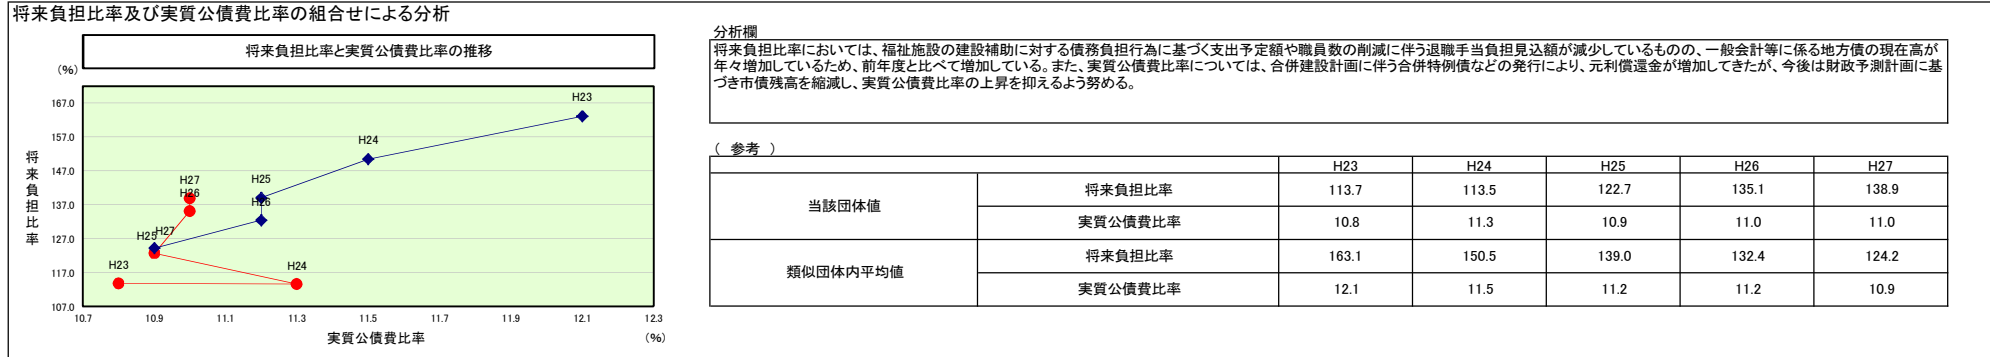 将来負担比率及び実質公債費比率の組合せによる分析
将来負担比率と実質公債費比率の推移
(%)
167.0
157.0
147.0
137.0
127.0
117.0
107.0
将来負担比率
H23
H24
H25
H26
H27
H27
H26
H25
H23
H24
10.7 10.9 11.1 11.3 11.5 11.7 11.9 12.1 12.3
実質公債費比率
(%)
分析欄
将来負担比率においては、福祉施設の建設補助に対する債務負担行為に基づく支出予定額や職員数の削減に伴う退職手当負担見込額が減少しているものの、一般会計等に係る地方債の現在高が
年々増加しているため、前年度と比べて増加している。また、実質公債費比率については、合併建設計画に伴う合併特例債などの発行により、元利償還金が増加してきたが、今後は財政予測計画に基
づき市債残高を縮減し、実質公債費比率の上昇を抑えるよう努める。
( 参考 )
H23 H24 H25 H26 H27
当該団体値 将来負担比率 113.7 113.5 122.7 135.1 138.9
実質公債費比率 10.8 11.3 10.9 11.0 11.0
類似団体内平均値 将来負担比率 163.1 150.5 139.0 132.4 124.2
実質公債費比率 12.1 11.5 11.2 11.2 10.9